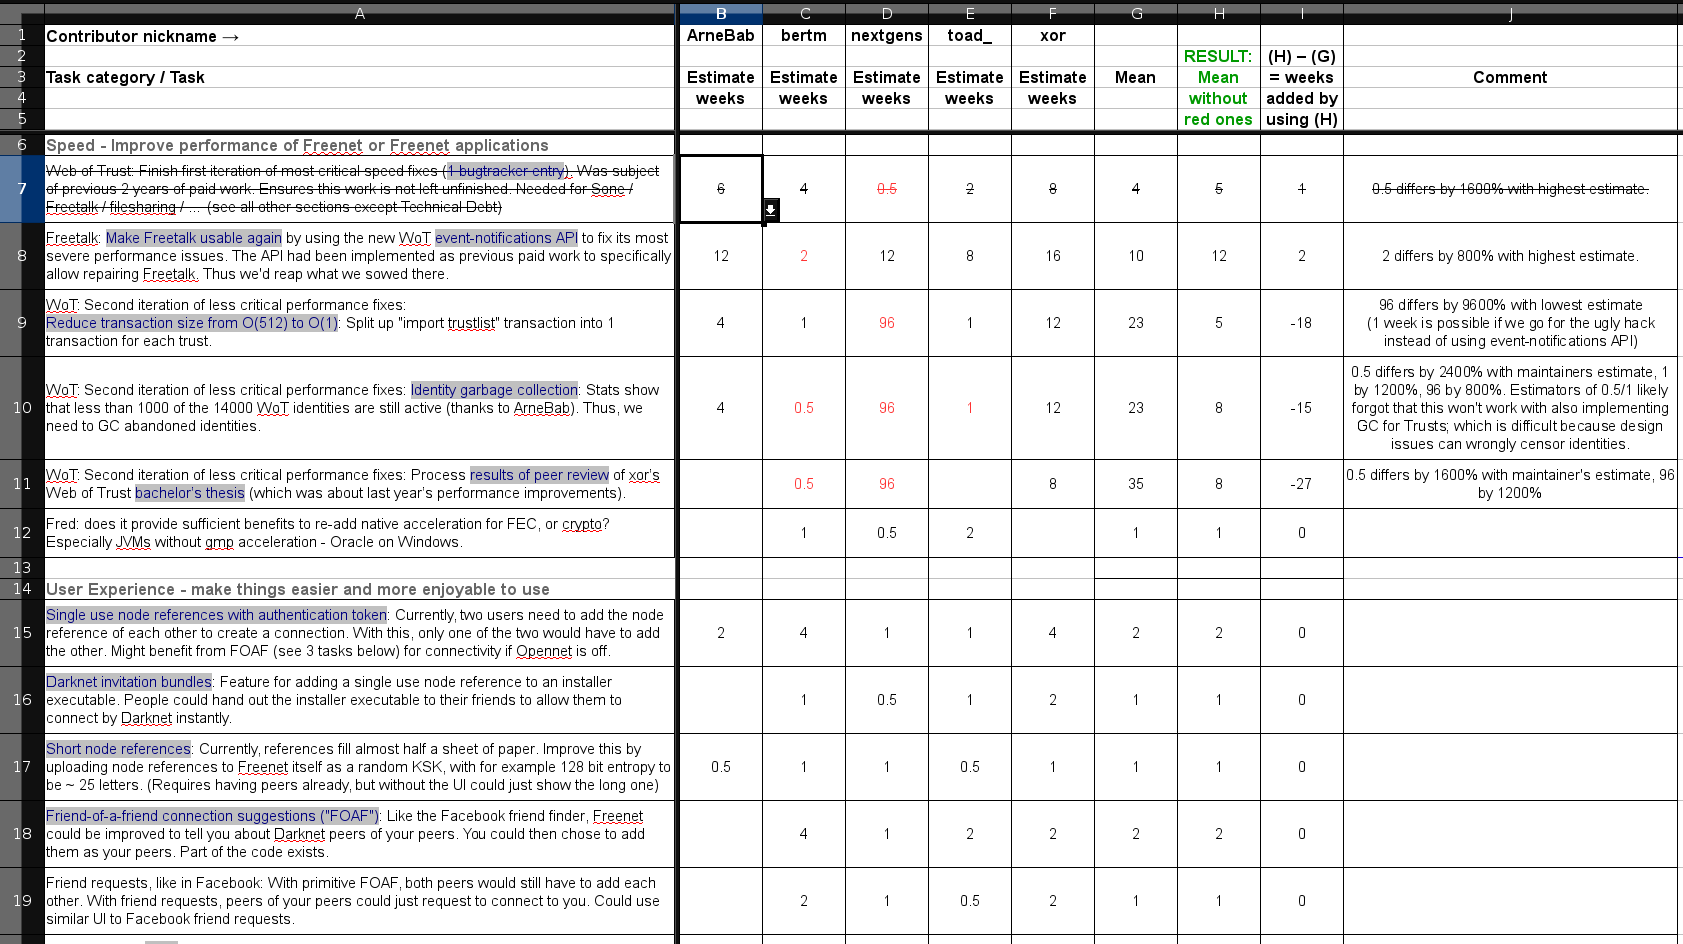 A B C D E F G H I J
1 Contributor nickname → ArneBab bertm nextgens toad_ xor
2 RESULT: (H) – (G)
3 Task category / Task Estimate Estimate Estimate Estimate Estimate Mean Mean = weeks Comment
4 weeks weeks weeks weeks weeks without added by
5 red ones using (H)
6 Speed - Improve performance of Freenet or Freenet applications
Web of Trust: Finish first iteration of most critical speed fixes (1 bugtracker entry). Was subject
7 of previous 2 years of paid work. Ensures this work is not left unfinished. Needed for Sone / 6 4 0.5 2 8 4 5 1 0.5 differs by 1600% with highest estimate.
Freetalk / filesharing / ... (see all other sections except Technical Debt)
Freetalk: Make Freetalk usable again by using the new WoT event-notifications API to fix its most
8 severe performance issues. The API had been implemented as previous paid work to specifically 12 2 12 8 16 10 12 2 2 differs by 800% with highest estimate.
allow repairing Freetalk. Thus we'd reap what we sowed there.
WoT: Second iteration of less critical performance fixes: 96 differs by 9600% with lowest estimate
9 Reduce transaction size from O(512) to O(1): Split up "import trustlist" transaction into 1 4 1 96 1 12 23 5 -18 (1 week is possible if we go for the ugly hack
transaction for each trust. instead of using event-notifications API)
0.5 differs by 2400% with maintainers estimate, 1
WoT: Second iteration of less critical performance fixes: Identity garbage collection: Stats show by 1200%, 96 by 800%. Estimators of 0.5/1 likely
10 that less than 1000 of the 14000 WoT identities are still active (thanks to ArneBab). Thus, we 4 0.5 96 1 12 23 8 -15 forgot that this won't work with also implementing
need to GC abandoned identities. GC for Trusts; which is difficult because design
issues can wrongly censor identities.
WoT: Second iteration of less critical performance fixes: Process results of peer review of xor's 0.5 differs by 1600% with maintainer's estimate, 96
11 Web of Trust bachelor's thesis (which was about last year's performance improvements). 0.5 96 8 35 8 -27 by 1200%
Fred: does it provide sufficient benefits to re-add native acceleration for FEC, or crypto?
12 Especially JVMs without gmp acceleration - Oracle on Windows. 1 0.5 2 1 1 0
13
14 User Experience - make things easier and more enjoyable to use
Single use node references with authentication token: Currently, two users need to add the node
15 reference of each other to create a connection. With this, only one of the two would have to add 2 4 1 1 4 2 2 0
the other. Might benefit from FOAF (see 3 tasks below) for connectivity if Opennet is off.
Darknet invitation bundles: Feature for adding a single use node reference to an installer
16 executable. People could hand out the installer executable to their friends to allow them to 1 0.5 1 2 1 1 0
connect by Darknet instantly.
Short node references: Currently, references fill almost half a sheet of paper. Improve this by
17 uploading node references to Freenet itself as a random KSK, with for example 128 bit entropy to 0.5 1 1 0.5 1 1 1 0
be ~ 25 letters. (Requires having peers already, but without the UI could just show the long one)
Friend-of-a-friend connection suggestions ("FOAF"): Like the Facebook friend finder, Freenet
18 could be improved to tell you about Darknet peers of your peers. You could then chose to add 4 1 2 2 2 2 0
them as your peers. Part of the code exists.
Friend requests, like in Facebook: With primitive FOAF, both peers would still have to add each
19 other. With friend requests, peers of your peers could just request to connect to you. Could use 2 1 0.5 2 1 1 0
similar UI to Facebook friend requests.